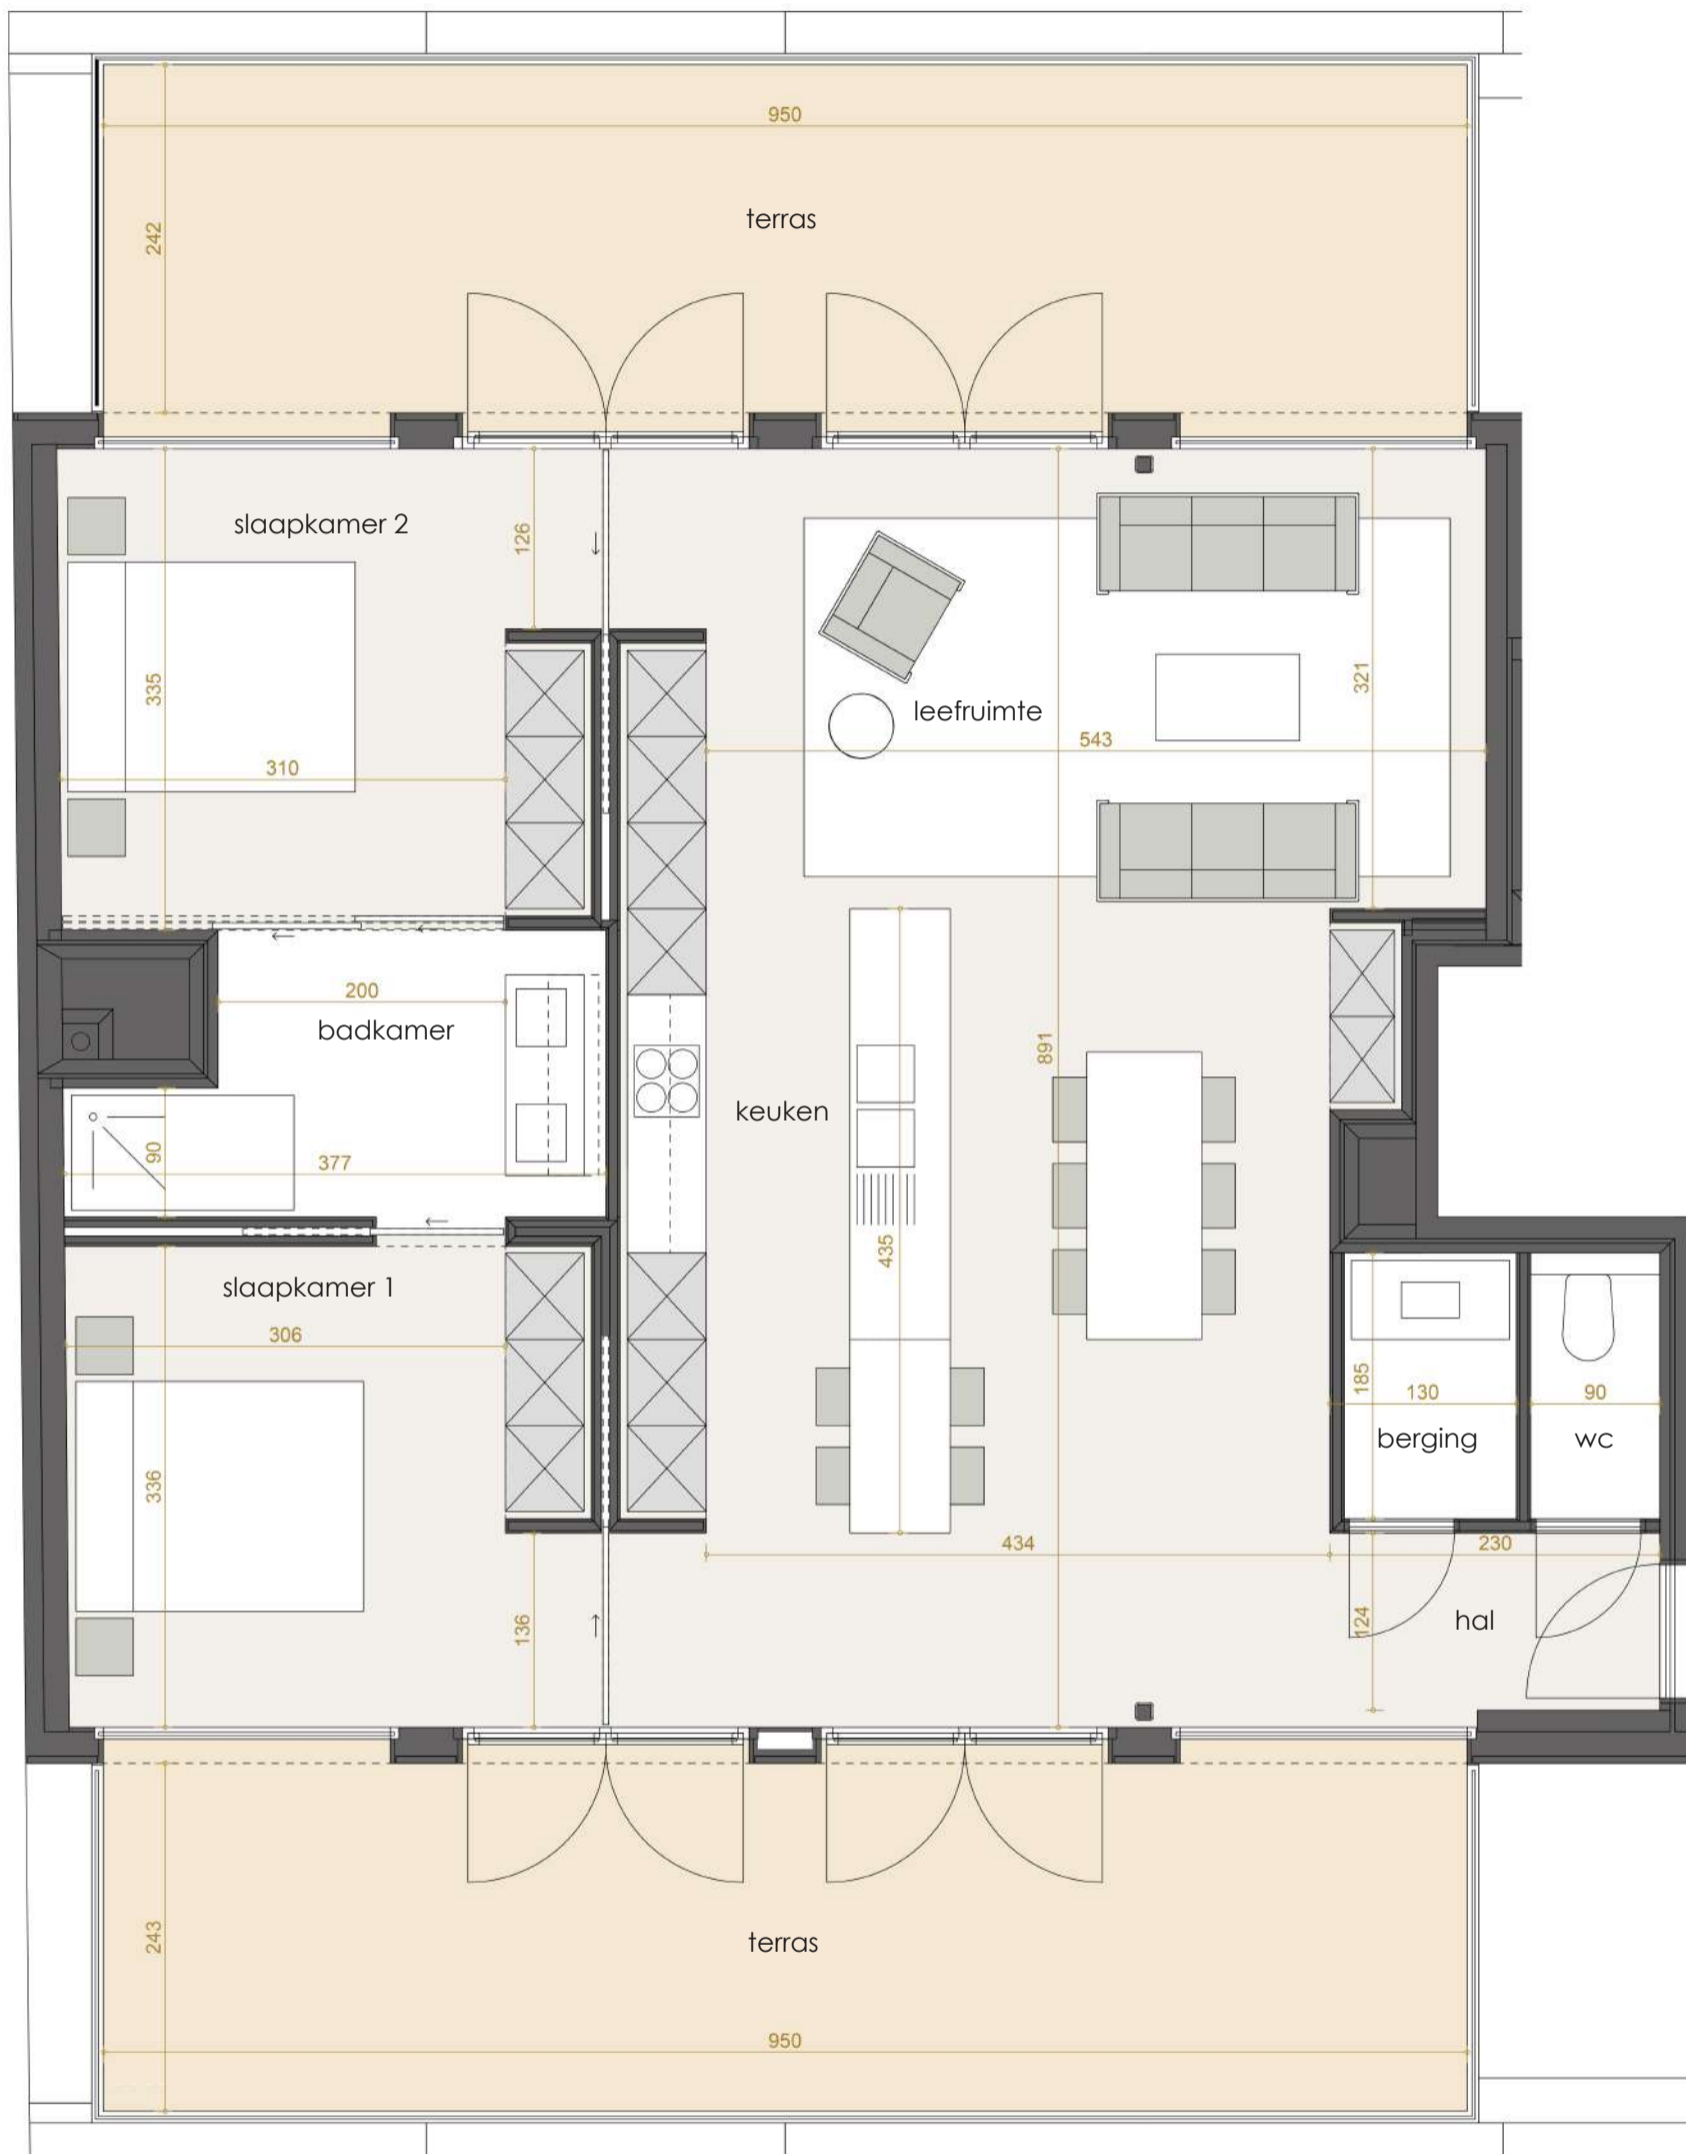 950
242
terras
slaapkamer 2
126
335
310
leefruimte
543
321
200
badkamer
90
377
keuken
891
435
slaapkamer 1
306
336
136
185
130
90
berging
wc
434
230
124
hal
243
terras
950